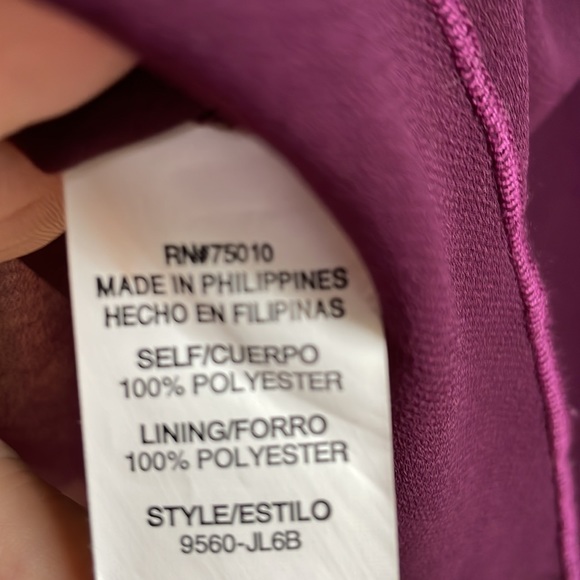 RN#75010
MADE IN PHILIPPINES
HECHO EN FILIPINAS
SELF/CUERPO
100% POLYESTER
LINING/FORRO
100% POLYESTER
STYLE/ESTILO
9560-JL6B